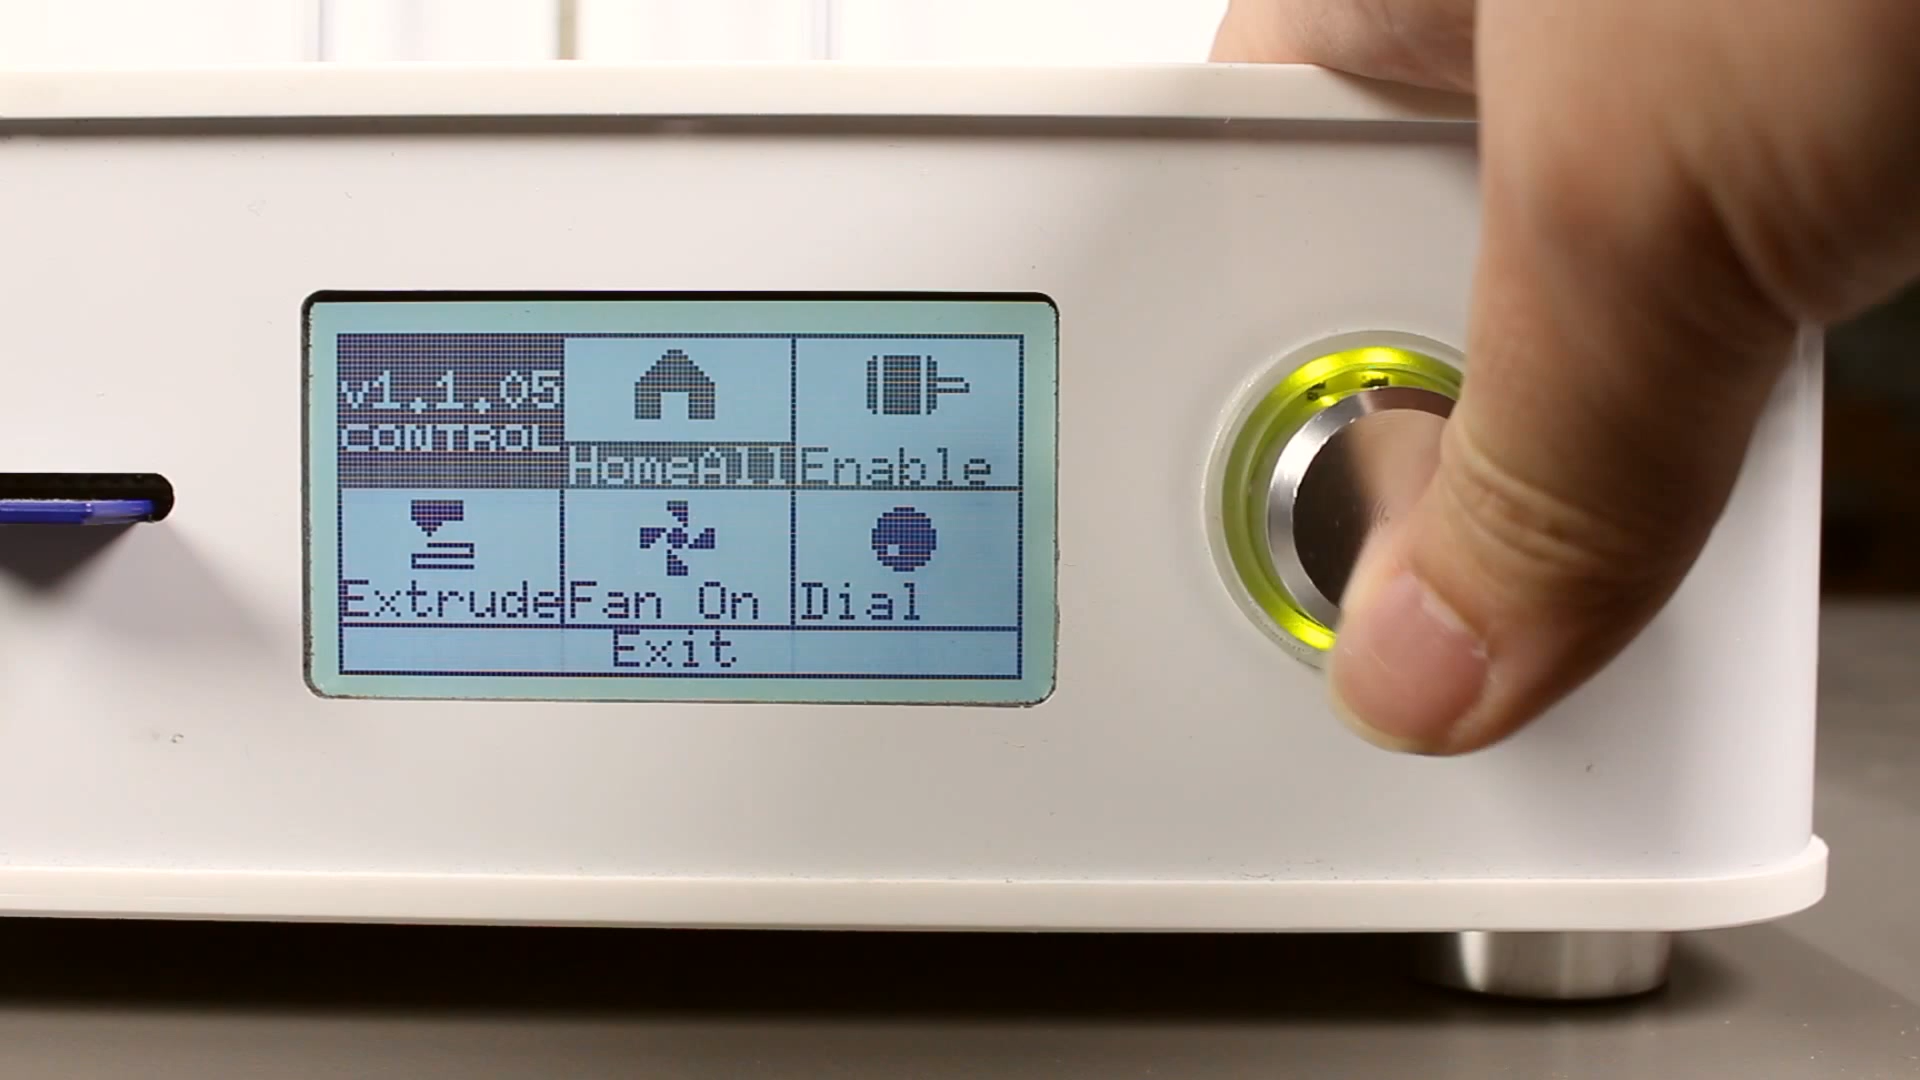 v1.1.05
CONTROL
HomeAll
Enable
Extrude
Fan On
Dial
Exit